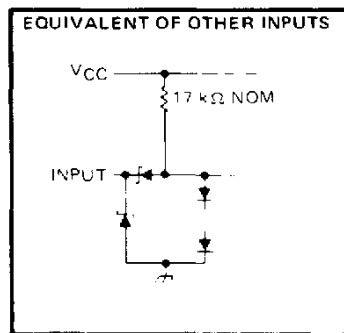 EQUIVALENT OF OTHER INPUTS
VCC
17 kΩ NOM
INPUT